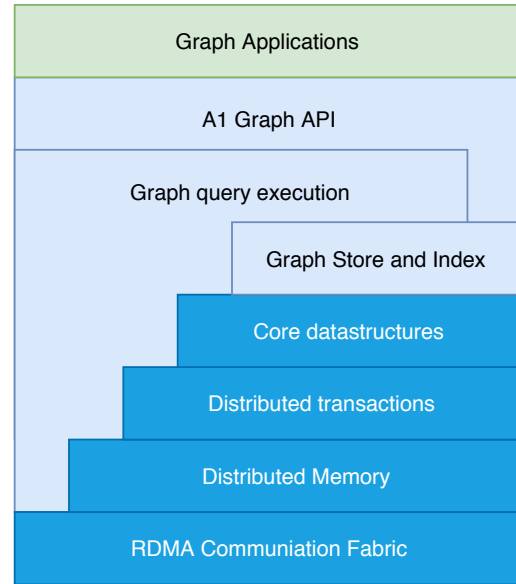 Graph Applications
A1 Graph API
Graph query execution
Graph Store and Index
Core datastructures
Distributed transactions
Distributed Memory
RDMA Communiation Fabric